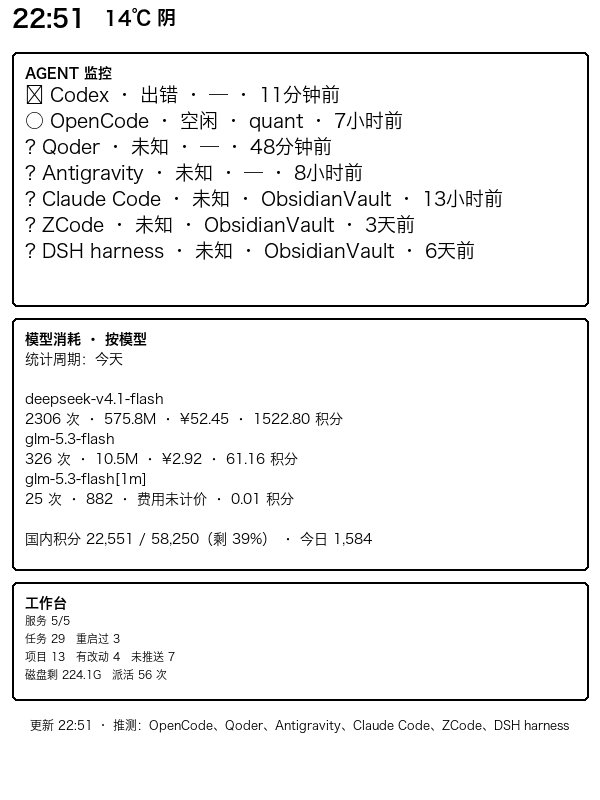 22:51 14℃ 阴
AGENT 监控
☒ Codex · 出错 · — · 11分钟前
○ OpenCode · 空闲 · quant · 7小时前
? Qoder · 未知 · — · 48分钟前
? Antigravity · 未知 · — · 8小时前
? Claude Code · 未知 · ObsidianVault · 13小时前
? ZCode · 未知 · ObsidianVault · 3天前
? DSH harness · 未知 · ObsidianVault · 6天前
模型消耗 · 按模型
统计周期：今天
deepseek-v4.1-flash
2306 次 · 575.8M · ¥52.45 · 1522.80 积分
glm-5.3-flash
326 次 · 10.5M · ¥2.92 · 61.16 积分
glm-5.3-flash[1m]
25 次 · 882 · 费用未计价 · 0.01 积分
国内积分 22,551 / 58,250（剩 39%） · 今日 1,584
工作台
服务 5/5
任务 29 重启过 3
项目 13 有改动 4 未推送 7
磁盘剩 224.1G 派活 56 次
更新 22:51 · 推测：OpenCode、Qoder、Antigravity、Claude Code、ZCode、DSH harness